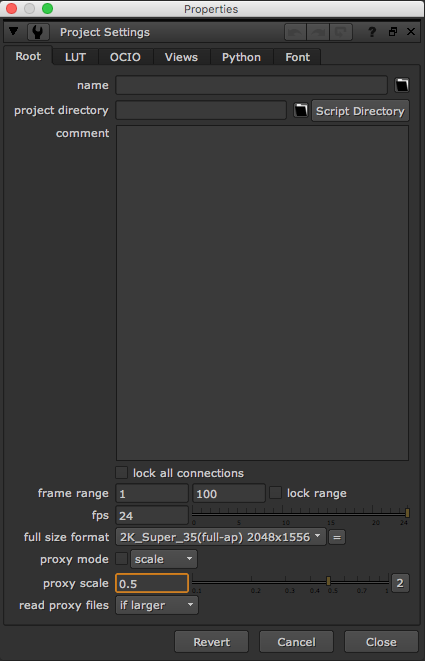 Properties
Project Settings ?
Root LUT OCIO Views Python Font
name
project directory Script Directory
comment
lock all connections
frame range 1 100 lock range
fps 24
0 5 10 15 20 24
full size format 2K_Super_35(full-ap) 2048x1556 =
proxy mode scale
proxy scale 0.5 2
0.1 0.2 0.3 0.4 0.5 0.6 0.7 1
read proxy files if larger
Revert Cancel Close